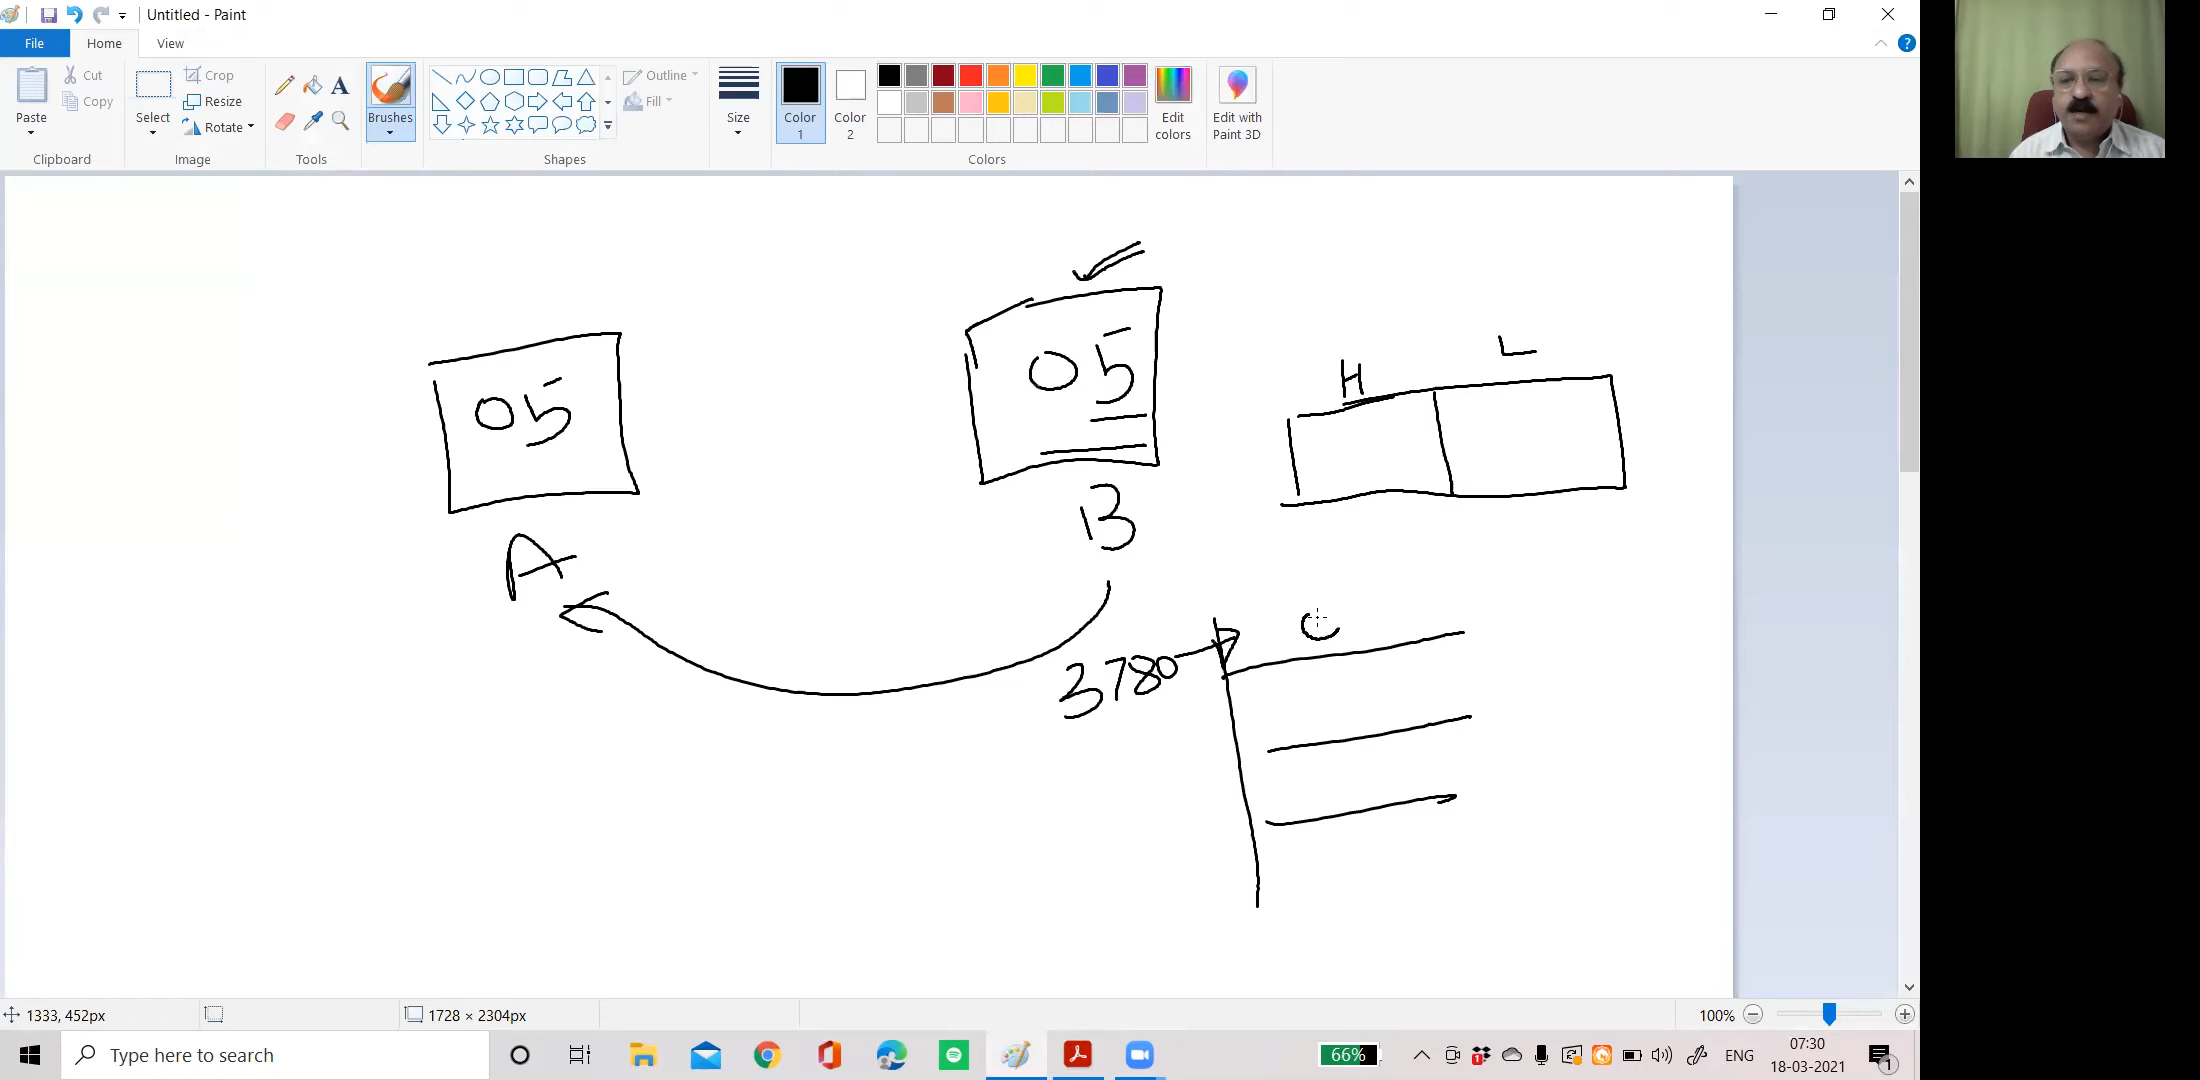 Untitled - Paint
File
Home
View
Paste
Cut
Copy
Clipboard
Select
Crop
Resize
Rotate
Image
Tools
Brushes
Outline
Fill
Shapes
Size
Color
1
Color
2
Edit
colors
Edit with
Paint 3D
Colors
05
A
05
B
H
L
3780
1333, 452px
1728 × 2304px
100%
Type here to search
66%
ENG
07:30
18-03-2021